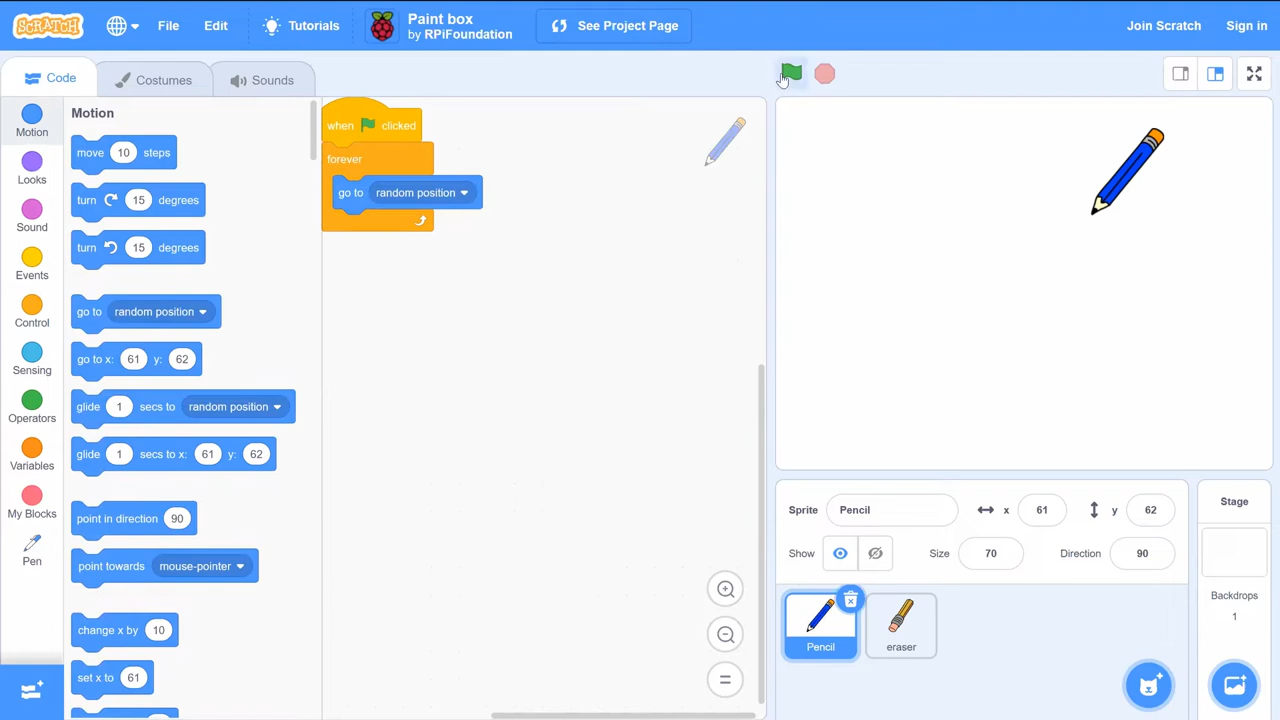 SCRATCH File Edit Tutorials Paint box by RPiFoundation See Project Page Join Scratch Sign in
Code Costumes Sounds
Motion
Looks
Sound
Events
Control
Sensing
Operators
Variables
My Blocks
Pen
Motion
move 10 steps
turn 15 degrees
turn 15 degrees
go to random position
go to x: 61 y: 62
glide 1 secs to random position
glide 1 secs to x: 61 y: 62
point in direction 90
point towards mouse-pointer
change x by 10
set x to 61
when clicked
forever
go to random position
Sprite Pencil x 61 y 62
Show Size 70 Direction 90
Pencil
eraser
Stage
Backdrops
1